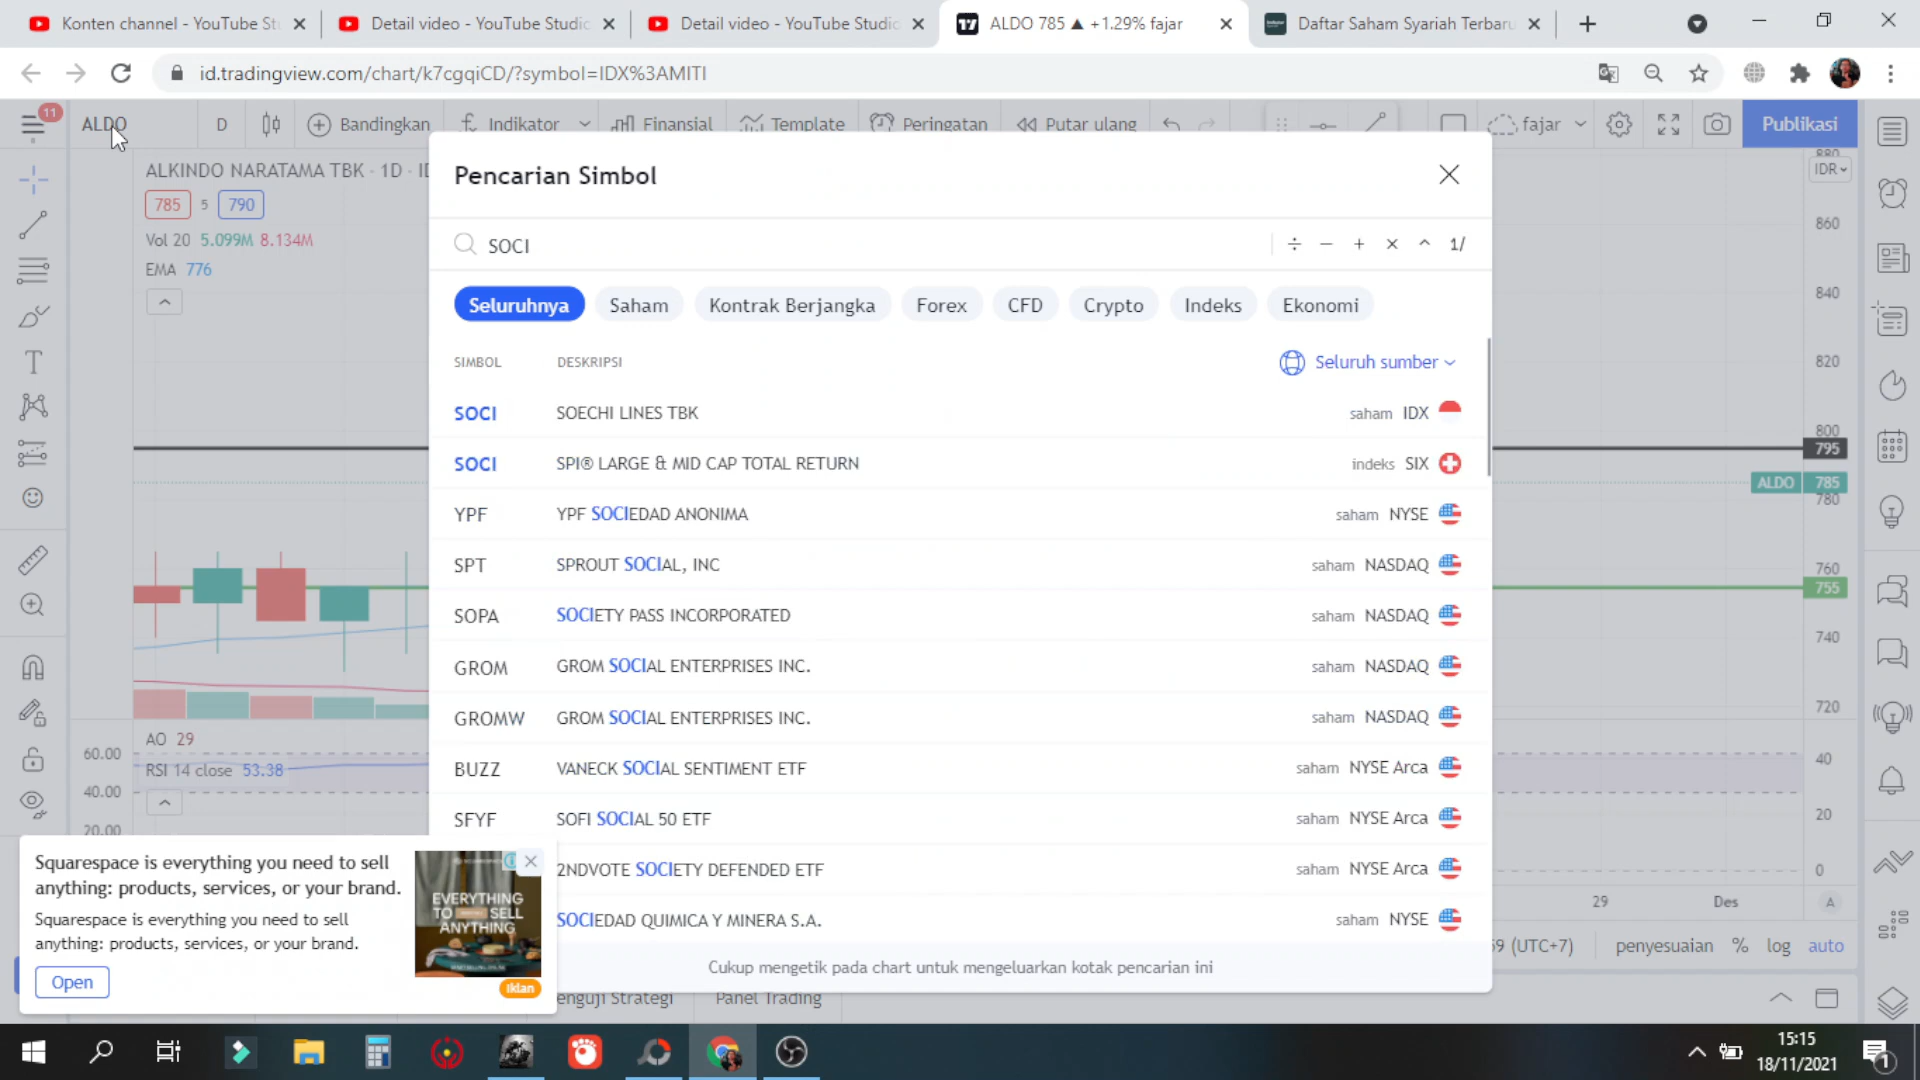 Konten channel - YouTube St
Detail video - YouTube Studio
Detail video - YouTube Studio
ALDO 785 ▲ +1.29% fajar
Daftar Saham Syariah Terbaru
id.tradingview.com/chart/k7cgqiCD/?symbol=IDX%3AMITI
11
ALDO
D
Bandingkan
Indikator
Finansial
Template
Peringatan
Putar ulang
fajar
Publikasi
ALKINDO NARATAMA TBK · 1D · ID
785 5 790
Vol 20 5.099M 8.134M
EMA 776
Pencarian Simbol
SOCI
÷ − + × ^ 1/
Seluruhnya
Saham
Kontrak Berjangka
Forex
CFD
Crypto
Indeks
Ekonomi
SIMBOL DESKRIPSI Seluruh sumber
SOCI SOECHI LINES TBK saham IDX
SOCI SPI® LARGE & MID CAP TOTAL RETURN indeks SIX
YPF YPF SOCIEDAD ANONIMA saham NYSE
SPT SPROUT SOCIAL, INC saham NASDAQ
SOPA SOCIETY PASS INCORPORATED saham NASDAQ
GROM GROM SOCIAL ENTERPRISES INC. saham NASDAQ
GROMW GROM SOCIAL ENTERPRISES INC. saham NASDAQ
BUZZ VANECK SOCIAL SENTIMENT ETF saham NYSE Arca
SFYF SOFI SOCIAL 50 ETF saham NYSE Arca
2NDVOTE SOCIETY DEFENDED ETF saham NYSE Arca
SOCIEDAD QUIMICA Y MINERA S.A. saham NYSE
Cukup mengetik pada chart untuk mengeluarkan kotak pencarian ini
880
IDR
860
840
820
800
795
ALDO 785
780
760
755
740
720
40
20
0
AO 29
RSI 14 close 53.38
60.00
40.00
20.00
29
Des
A
59 (UTC+7)
penyesuaian % log auto
Squarespace is everything you need to sell
anything: products, services, or your brand.
Squarespace is everything you need to sell
anything: products, services, or your brand.
Open
EVERYTHING
TO SELL
ANYTHING
Iklan
enguji Strategi
Panel Trading
15:15
18/11/2021
1